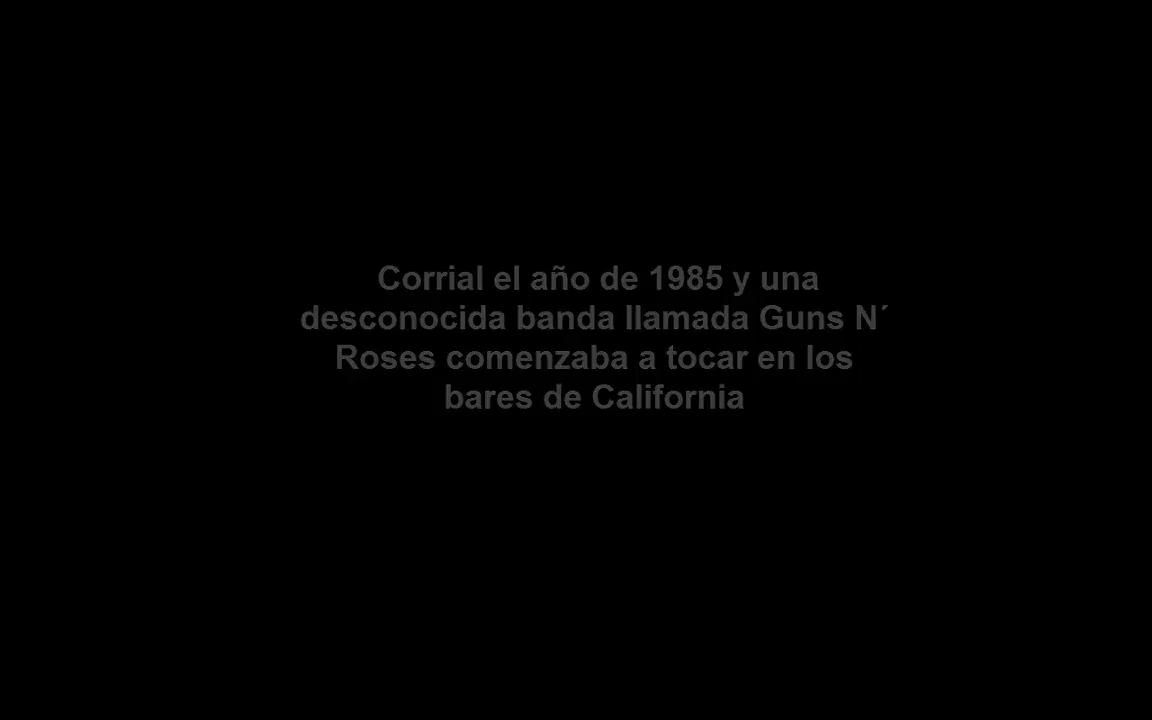 Corrial el año de 1985 y una
desconocida banda llamada Guns N´
Roses comenzaba a tocar en los
bares de California